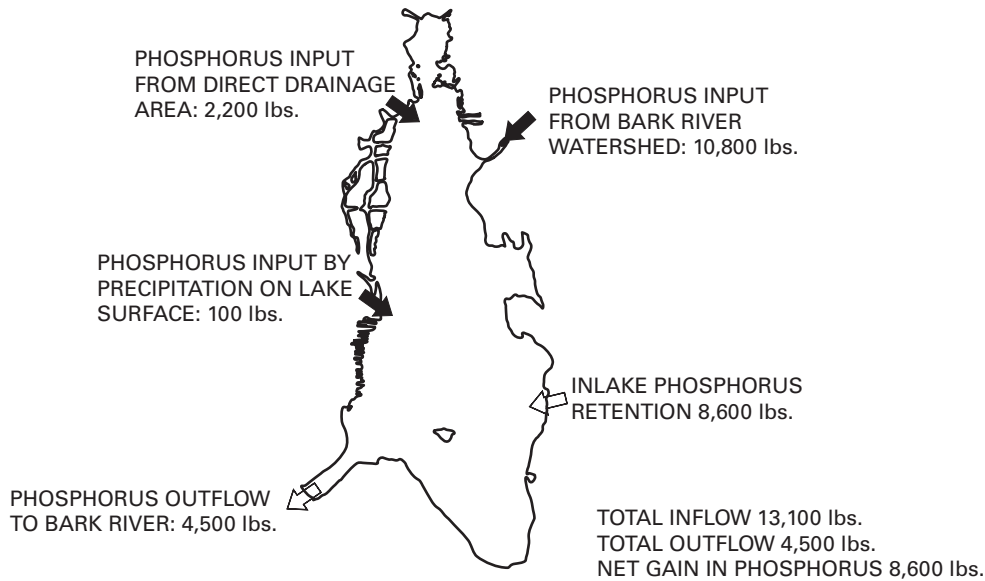 PHOSPHORUS INPUT
FROM DIRECT DRAINAGE
AREA: 2,200 lbs.
PHOSPHORUS INPUT
FROM BARK RIVER
WATERSHED: 10,800 lbs.
PHOSPHORUS INPUT BY
PRECIPITATION ON LAKE
SURFACE: 100 lbs.
INLAKE PHOSPHORUS
RETENTION 8,600 lbs.
PHOSPHORUS OUTFLOW
TO BARK RIVER: 4,500 lbs.
TOTAL INFLOW 13,100 lbs.
TOTAL OUTFLOW 4,500 lbs.
NET GAIN IN PHOSPHORUS 8,600 lbs.